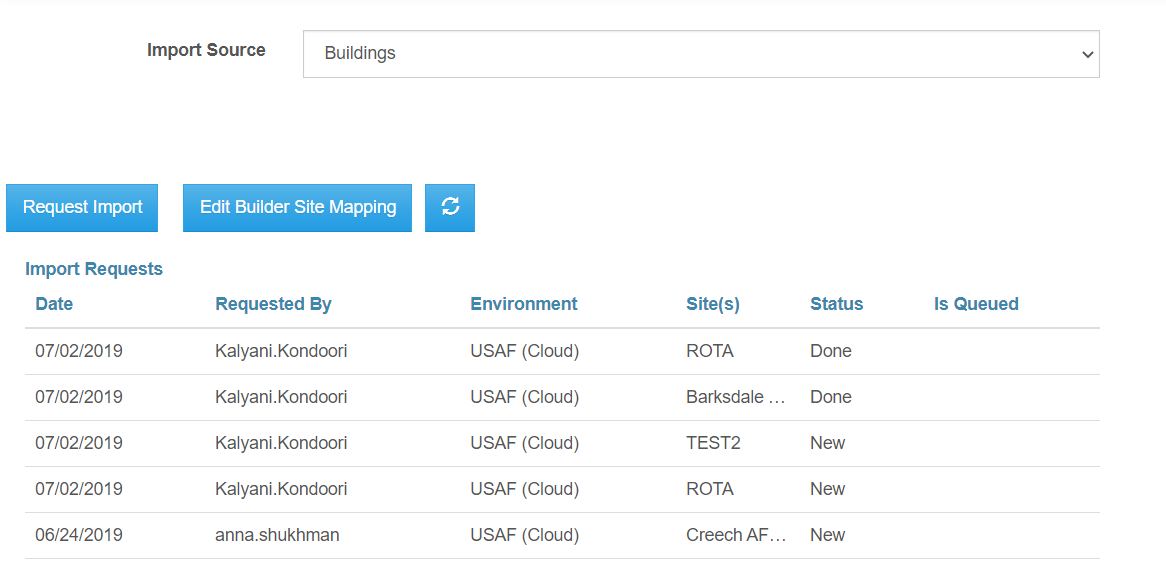 Import Source Buildings
Request Import Edit Builder Site Mapping
Import Requests
Date Requested By Environment Site(s) Status Is Queued
07/02/2019 Kalyani.Kondoori USAF (Cloud) ROTA Done
07/02/2019 Kalyani.Kondoori USAF (Cloud) Barksdale ... Done
07/02/2019 Kalyani.Kondoori USAF (Cloud) TEST2 New
07/02/2019 Kalyani.Kondoori USAF (Cloud) ROTA New
06/24/2019 anna.shukhman USAF (Cloud) Creech AF... New